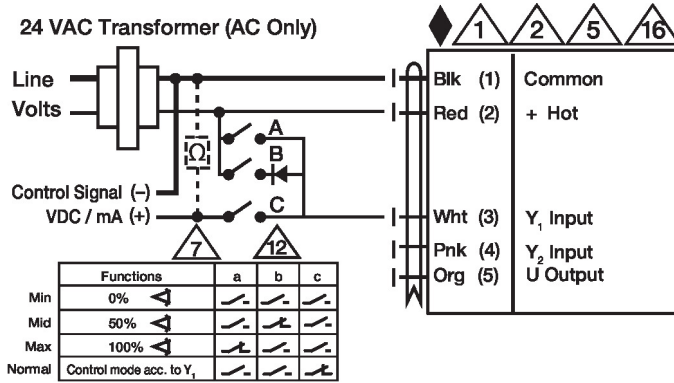 24 VAC Transformer (AC Only)
1 2 5 16
Line
Volts
Blk (1) Common
Red (2) + Hot
A
B
C
Ω
Control Signal (–)
VDC / mA (+)
Wht (3) Y₁ Input
Pnk (4) Y₂ Input
Org (5) U Output
7 12
Functions a b c
Min 0%
Mid 50%
Max 100%
Normal Control mode acc. to Y₁